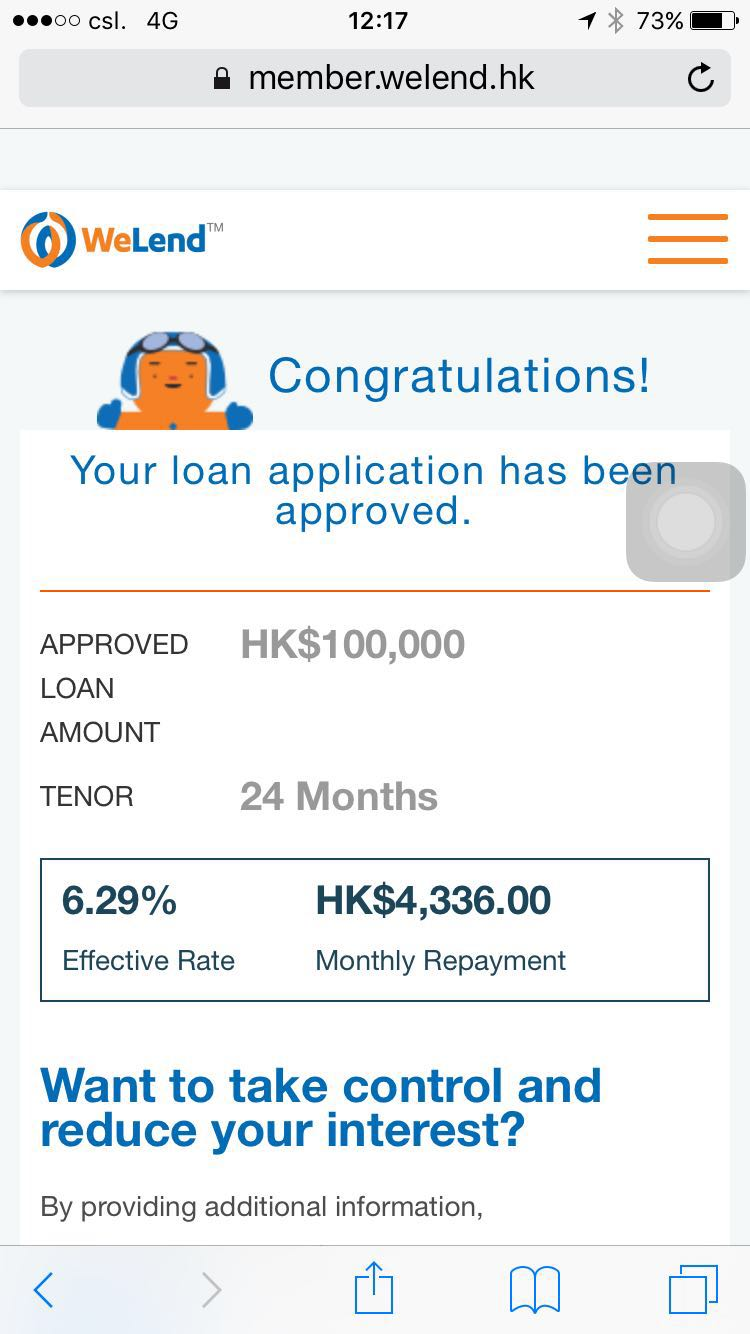 csl. 4G 12:17 73%
member.welend.hk
WeLend™
Congratulations!
Your loan application has been
approved.
APPROVED HK$100,000
LOAN
AMOUNT
TENOR 24 Months
6.29% HK$4,336.00
Effective Rate Monthly Repayment
Want to take control and
reduce your interest?
By providing additional information,